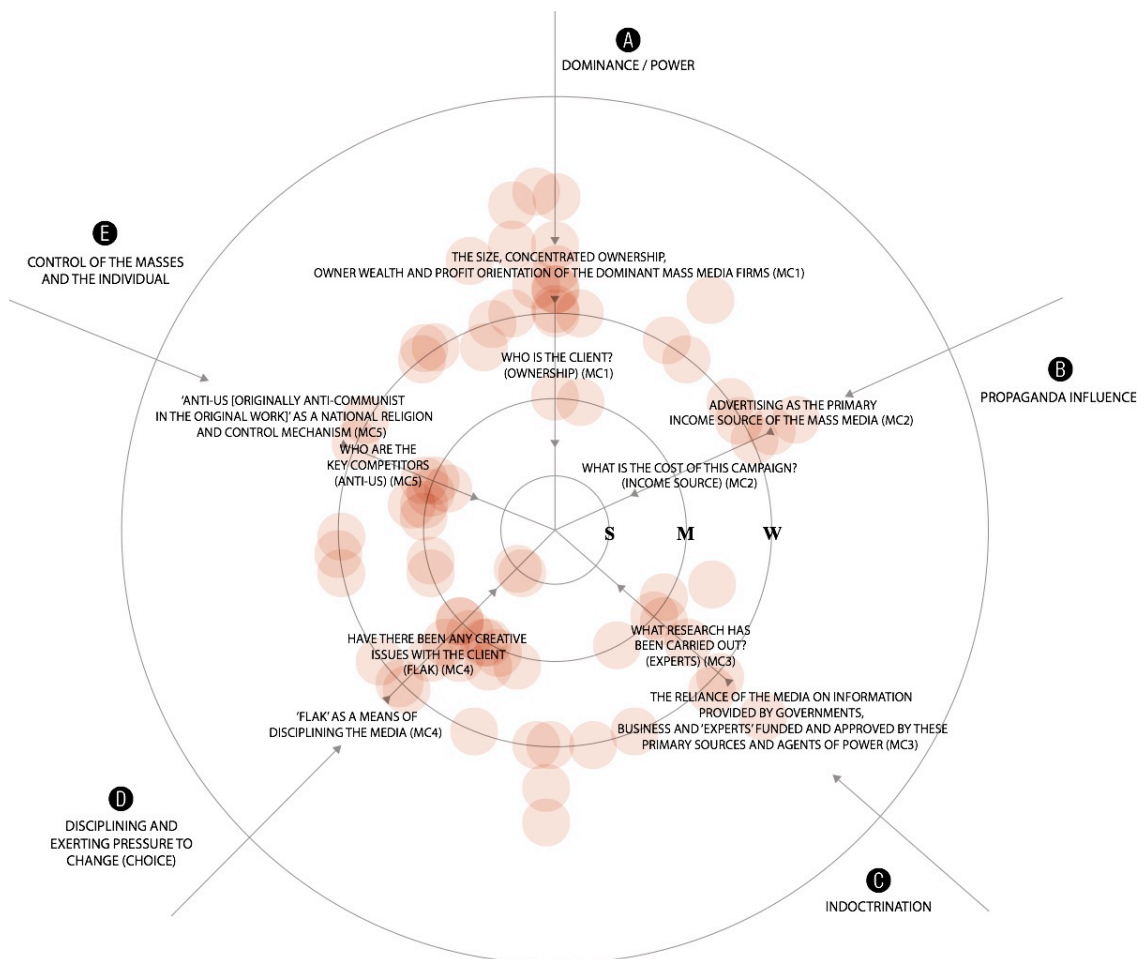 A
DOMINANCE / POWER
E
CONTROL OF THE MASSES
AND THE INDIVIDUAL
THE SIZE, CONCENTRATED OWNERSHIP,
OWNER WEALTH AND PROFIT ORIENTATION OF THE DOMINANT MASS MEDIA FIRMS (MC1)
WHO IS THE CLIENT?
(OWNERSHIP) (MC1)
B
PROPAGANDA INFLUENCE
'ANTI-US [ORIGINALLY ANTI-COMMUNIST
IN THE ORIGINAL WORK]' AS A NATIONAL RELIGION
AND CONTROL MECHANISM (MC5)
ADVERTISING AS THE PRIMARY
INCOME SOURCE OF THE MASS MEDIA (MC2)
WHO ARE THE
KEY COMPETITORS
(ANTI-US) (MC5)
WHAT IS THE COST OF THIS CAMPAIGN?
(INCOME SOURCE) (MC2)
S M W
HAVE THERE BEEN ANY CREATIVE
ISSUES WITH THE CLIENT
(FLAK) (MC4)
WHAT RESEARCH HAS
BEEN CARRIED OUT?
(EXPERTS) (MC3)
'FLAK' AS A MEANS OF
DISCIPLINING THE MEDIA (MC4)
THE RELIANCE OF THE MEDIA ON INFORMATION
PROVIDED BY GOVERNMENTS,
BUSINESS AND 'EXPERTS' FUNDED AND APPROVED BY THESE
PRIMARY SOURCES AND AGENTS OF POWER (MC3)
D
DISCIPLINING AND
EXERTING PRESSURE TO
CHANGE (CHOICE)
C
INDOCTRINATION